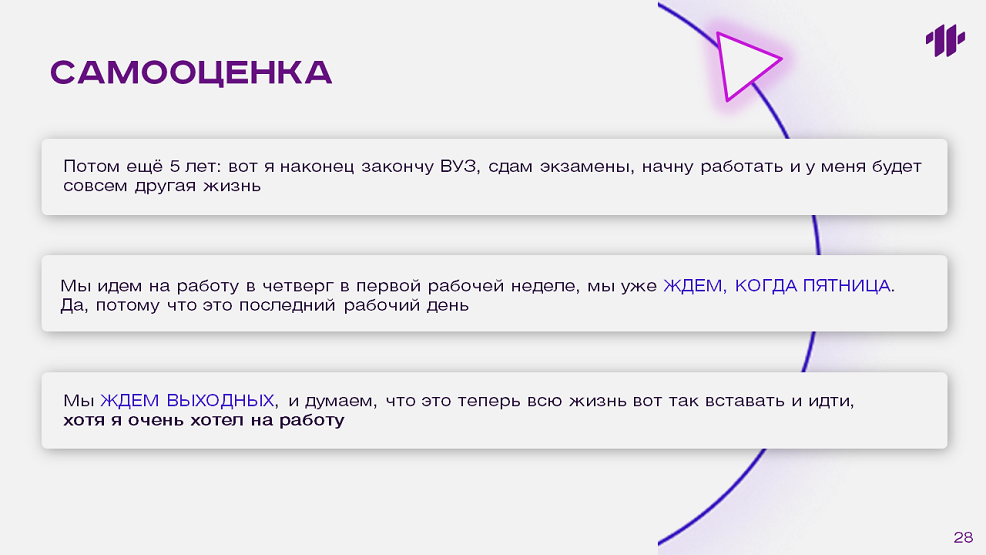 САМООЦЕНКА
Потом ещё 5 лет: вот я наконец закончу ВУЗ, сдам экзамены, начну работать и у меня будет
совсем другая жизнь
Мы идем на работу в четверг в первой рабочей неделе, мы уже ЖДЕМ, КОГДА ПЯТНИЦА.
Да, потому что это последний рабочий день
Мы ЖДЕМ ВЫХОДНЫХ, и думаем, что это теперь всю жизнь вот так вставать и идти,
хотя я очень хотел на работу
28